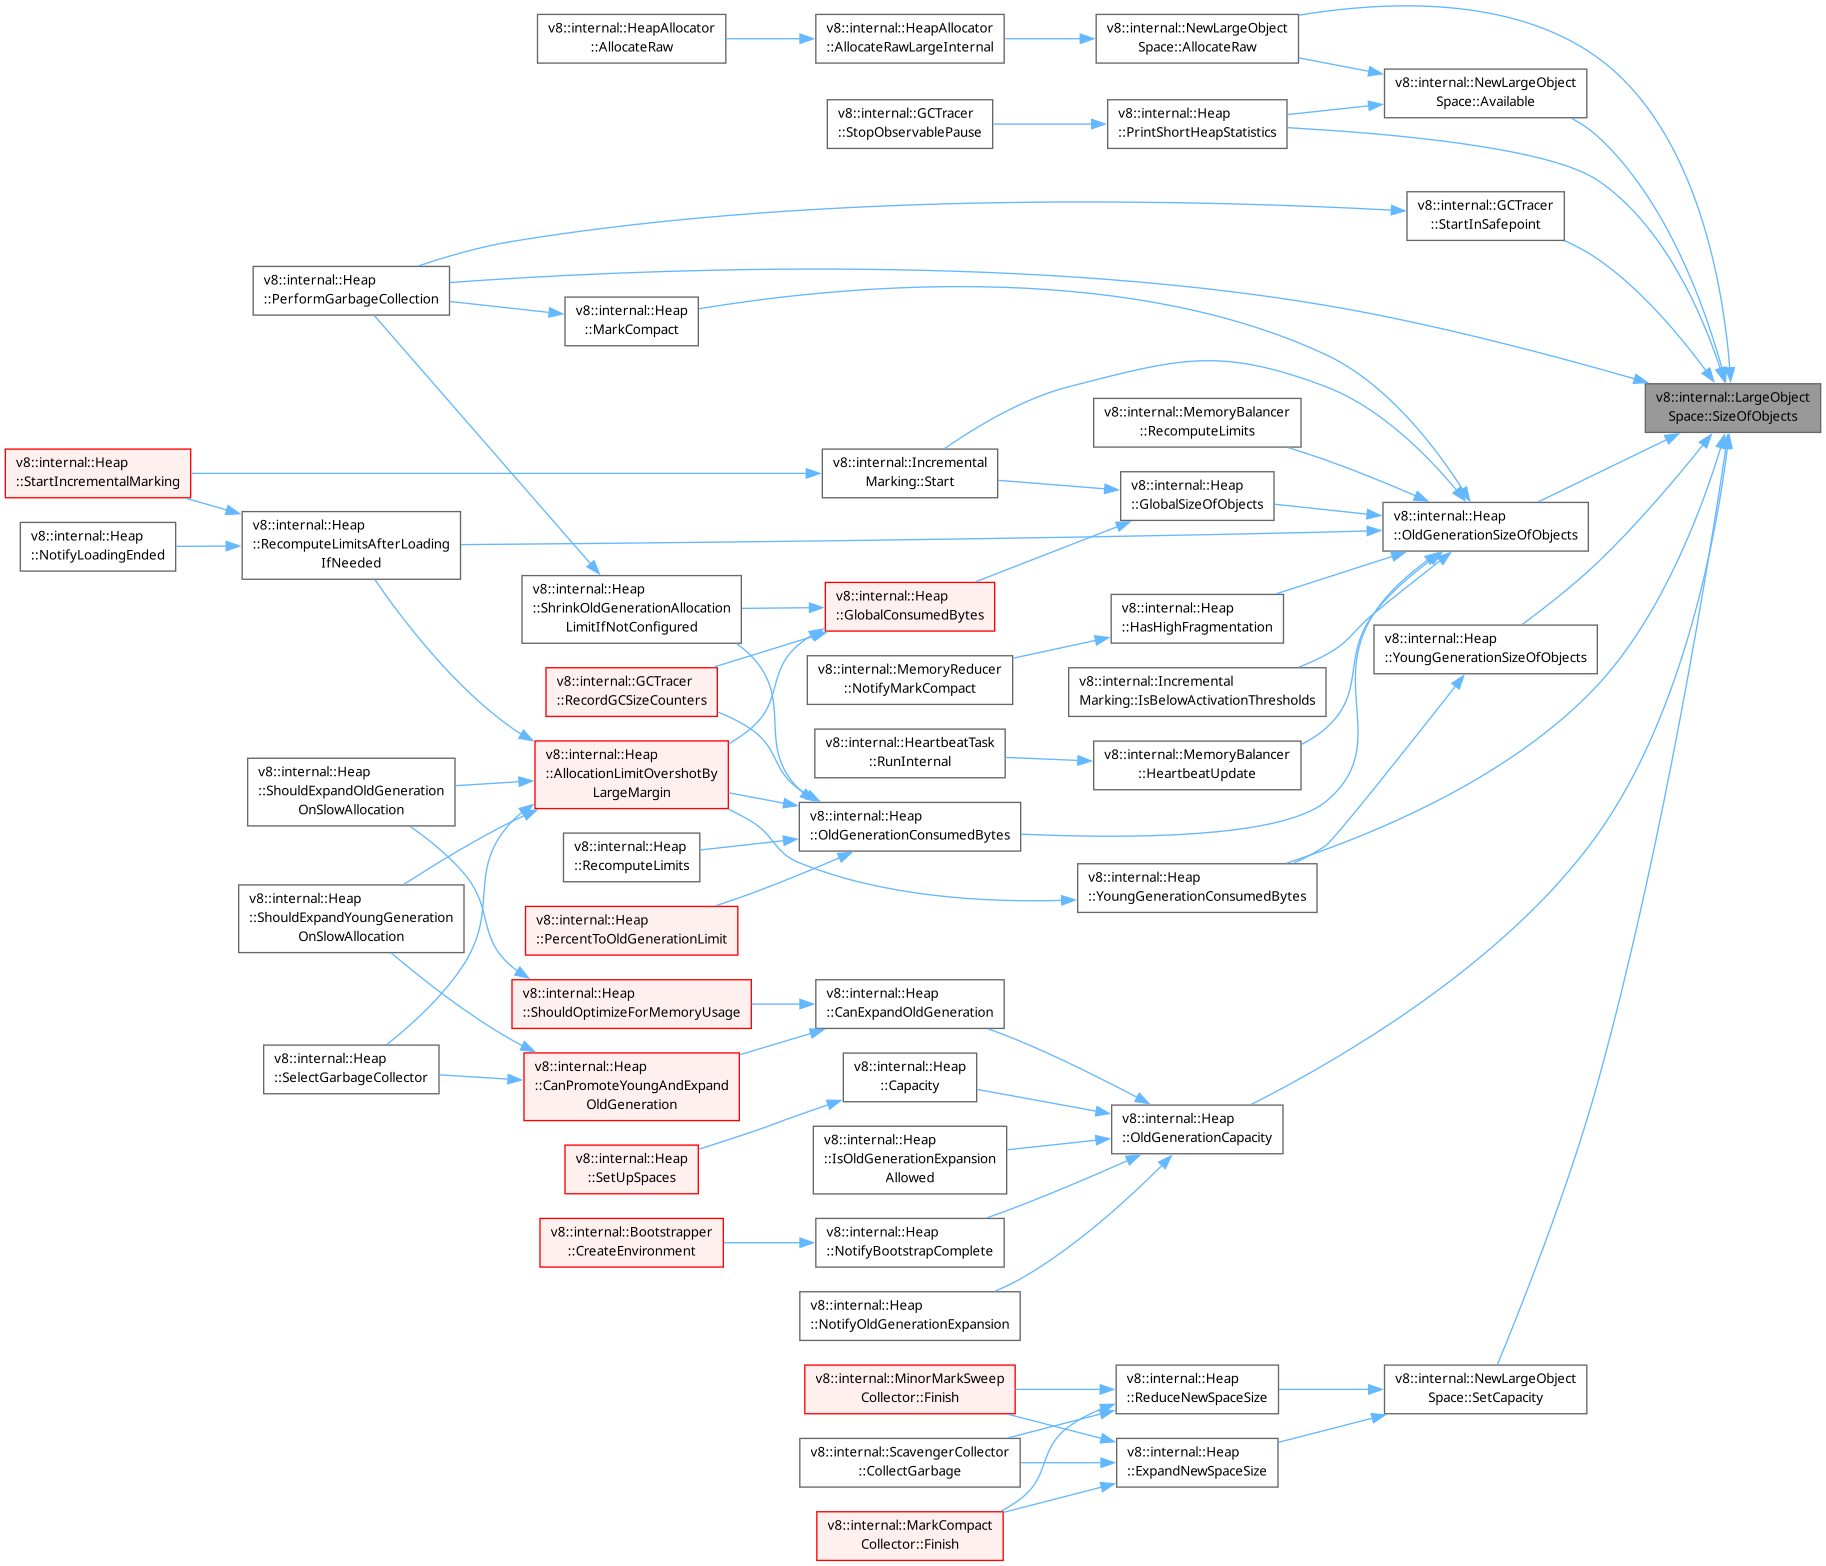 v8::internal::HeapAllocator
::AllocateRaw
v8::internal::HeapAllocator
::AllocateRawLargeInternal
v8::internal::NewLargeObject
Space::AllocateRaw
v8::internal::NewLargeObject
Space::Available
v8::internal::GCTracer
::StopObservablePause
v8::internal::Heap
::PrintShortHeapStatistics
v8::internal::GCTracer
::StartInSafepoint
v8::internal::Heap
::PerformGarbageCollection
v8::internal::Heap
::MarkCompact
v8::internal::LargeObject
Space::SizeOfObjects
v8::internal::MemoryBalancer
::RecomputeLimits
v8::internal::Heap
::StartIncrementalMarking
v8::internal::Incremental
Marking::Start
v8::internal::Heap
::GlobalSizeOfObjects
v8::internal::Heap
::OldGenerationSizeOfObjects
v8::internal::Heap
::NotifyLoadingEnded
v8::internal::Heap
::RecomputeLimitsAfterLoading
IfNeeded
v8::internal::Heap
::ShrinkOldGenerationAllocation
LimitIfNotConfigured
v8::internal::Heap
::GlobalConsumedBytes
v8::internal::Heap
::HasHighFragmentation
v8::internal::Heap
::YoungGenerationSizeOfObjects
v8::internal::MemoryReducer
::NotifyMarkCompact
v8::internal::GCTracer
::RecordGCSizeCounters
v8::internal::Incremental
Marking::IsBelowActivationThresholds
v8::internal::HeartbeatTask
::RunInternal
v8::internal::MemoryBalancer
::HeartbeatUpdate
v8::internal::Heap
::AllocationLimitOvershotBy
LargeMargin
v8::internal::Heap
::ShouldExpandOldGeneration
OnSlowAllocation
v8::internal::Heap
::OldGenerationConsumedBytes
v8::internal::Heap
::RecomputeLimits
v8::internal::Heap
::YoungGenerationConsumedBytes
v8::internal::Heap
::ShouldExpandYoungGeneration
OnSlowAllocation
v8::internal::Heap
::PercentToOldGenerationLimit
v8::internal::Heap
::ShouldOptimizeForMemoryUsage
v8::internal::Heap
::CanExpandOldGeneration
v8::internal::Heap
::SelectGarbageCollector
v8::internal::Heap
::CanPromoteYoungAndExpand
OldGeneration
v8::internal::Heap
::Capacity
v8::internal::Heap
::OldGenerationCapacity
v8::internal::Heap
::IsOldGenerationExpansion
Allowed
v8::internal::Heap
::SetUpSpaces
v8::internal::Bootstrapper
::CreateEnvironment
v8::internal::Heap
::NotifyBootstrapComplete
v8::internal::Heap
::NotifyOldGenerationExpansion
v8::internal::MinorMarkSweep
Collector::Finish
v8::internal::Heap
::ReduceNewSpaceSize
v8::internal::NewLargeObject
Space::SetCapacity
v8::internal::ScavengerCollector
::CollectGarbage
v8::internal::Heap
::ExpandNewSpaceSize
v8::internal::MarkCompact
Collector::Finish